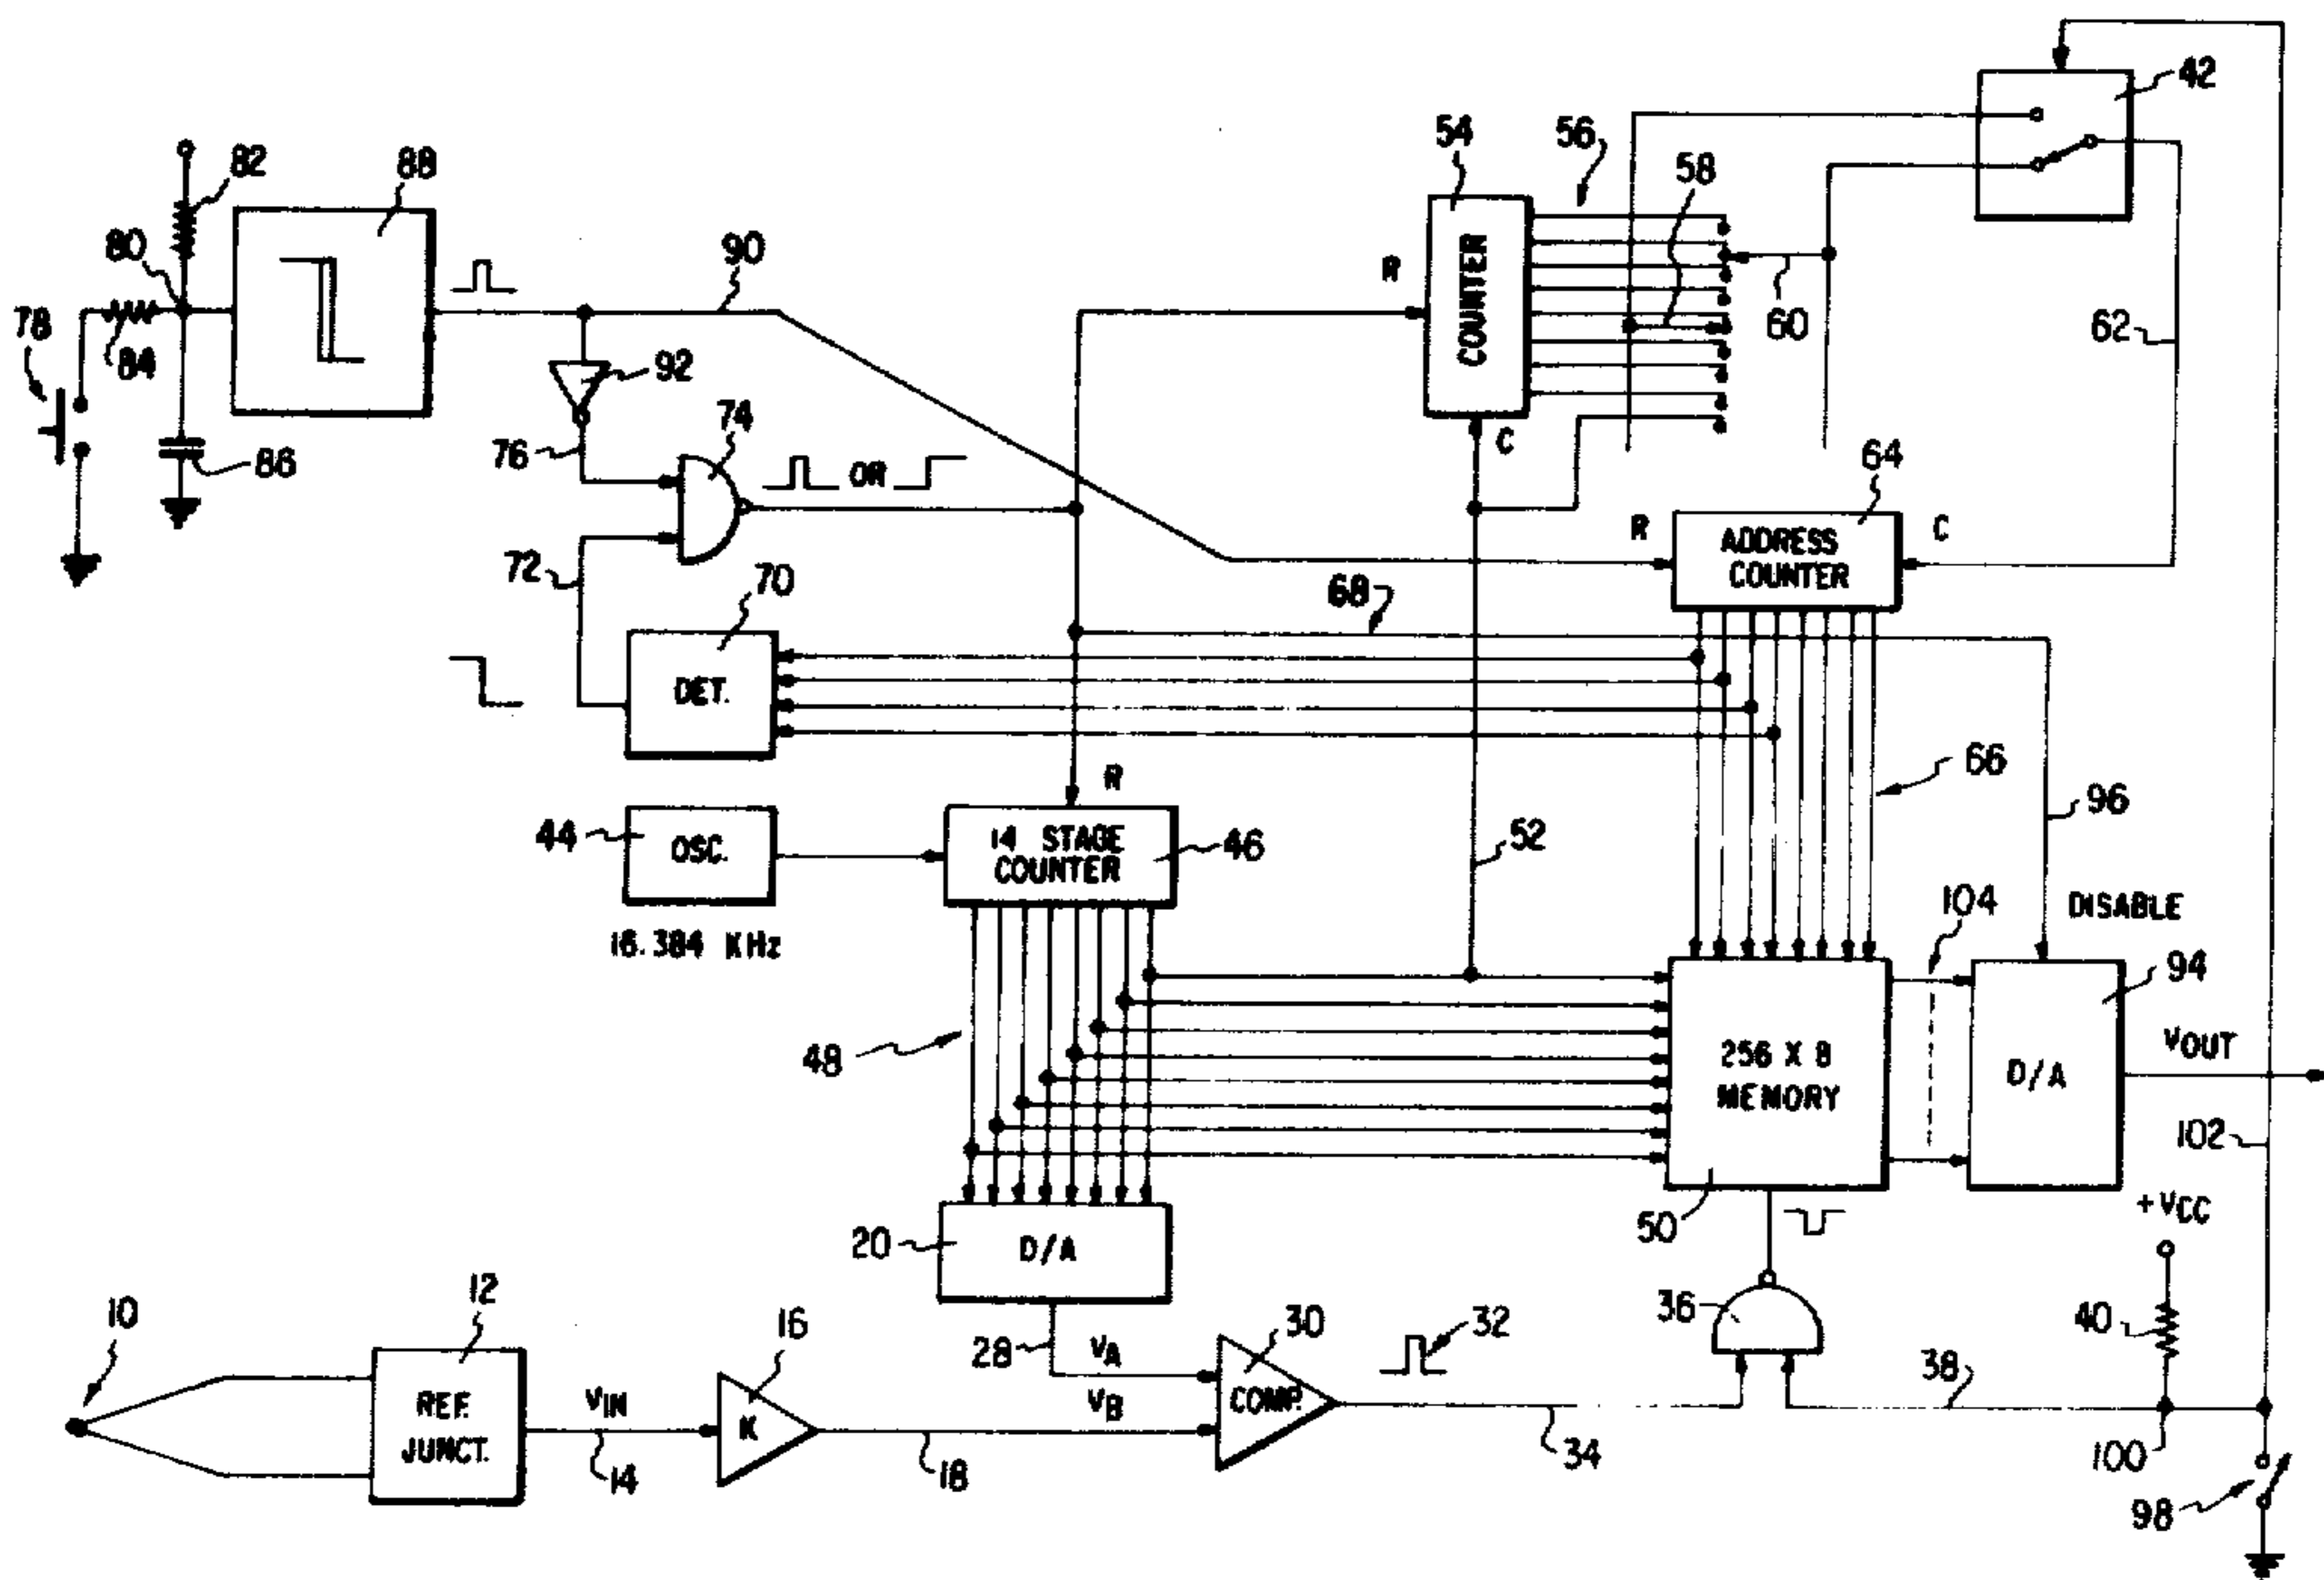 42
54
56
58
82
88
80
90
R
COUNTER
60
62
78
84
92
74
76
OR
C
86
64
R
ADDRESS
COUNTER
C
72
70
68
DET.
R
66
96
44
OSC.
14 STAGE
COUNTER
46
52
104
DISABLE
16.384 KHz
94
48
256 X 8
MEMORY
D/A
VOUT
102
50
+VCC
20
D/A
10
12
16
28
VA
30
32
36
40
REF.
JUNCT.
VIN
K
VB
COMP.
38
14
18
34
100
98